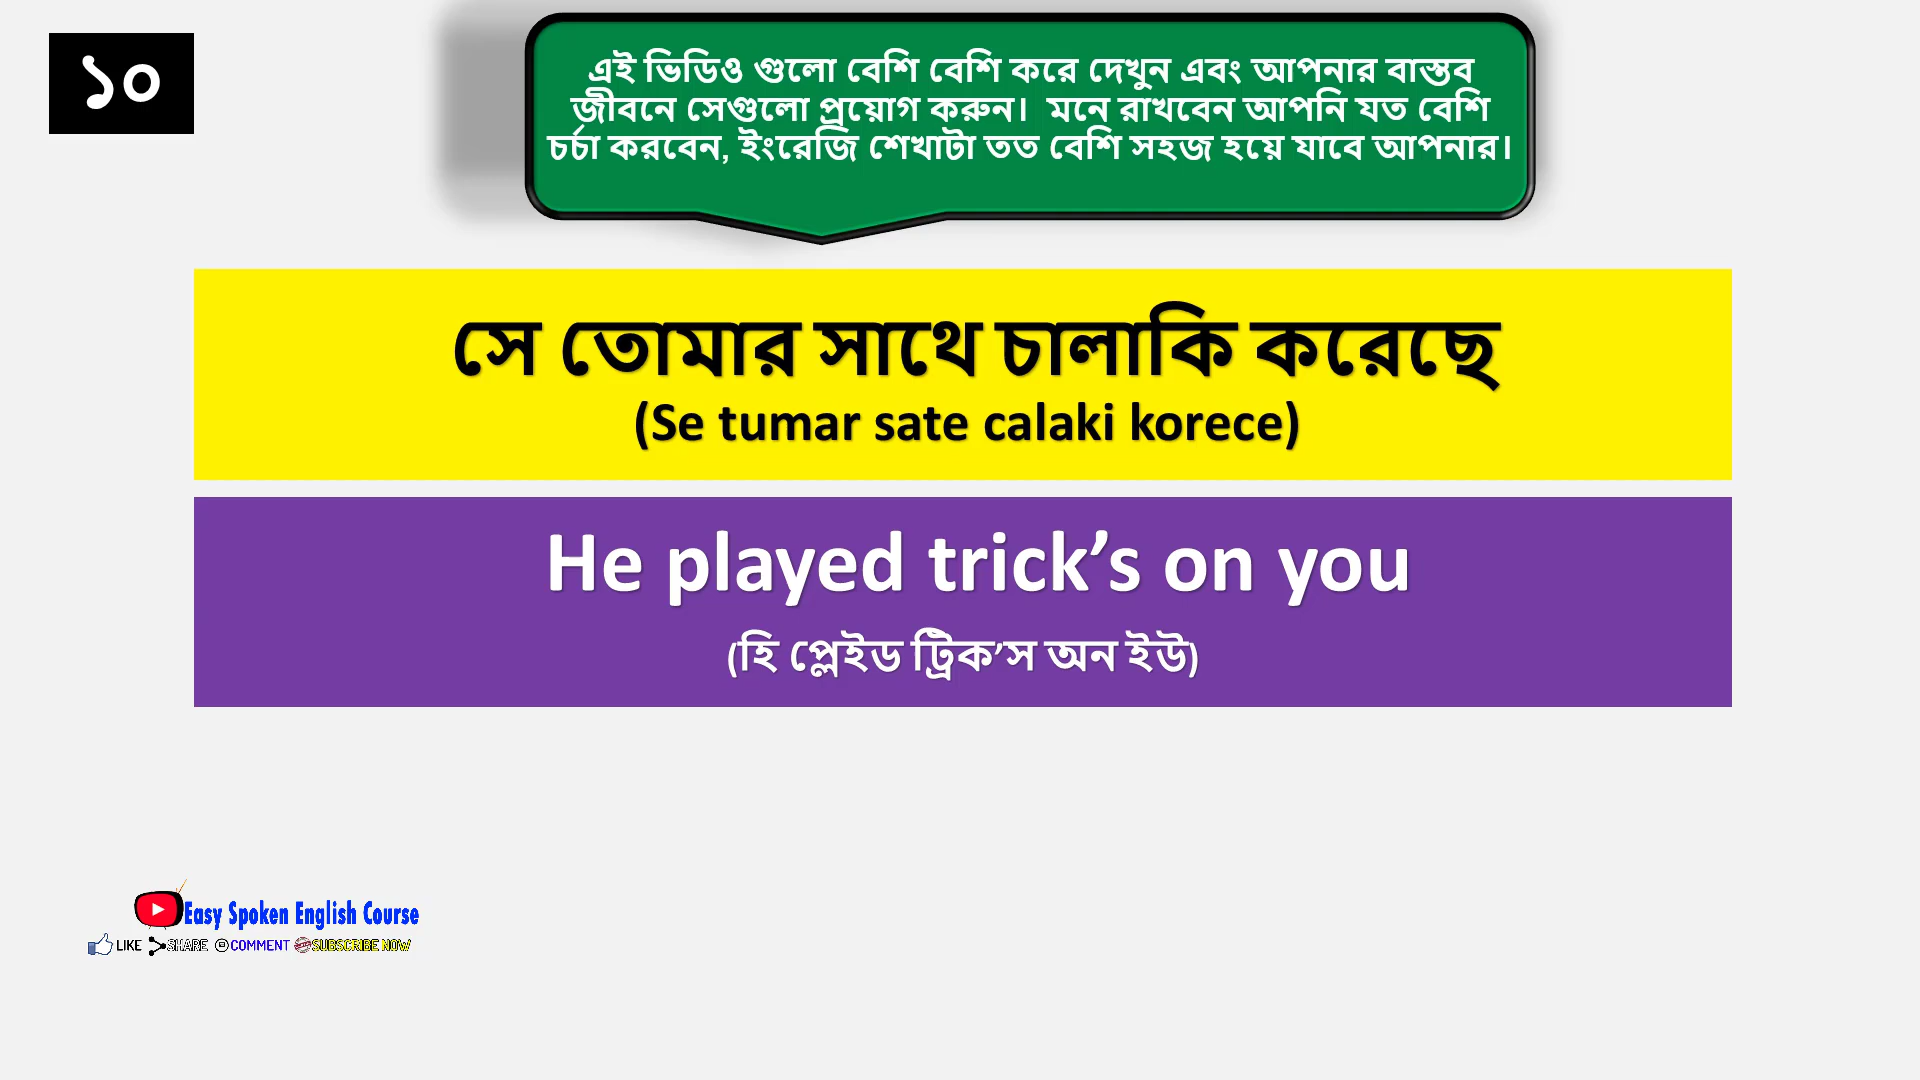 ১০
এই ভিডিও গুলো বেশি বেশি করে দেখুন এবং আপনার বাস্তব
জীবনে সেগুলো প্রয়োগ করুন।  মনে রাখবেন আপনি যত বেশি
চর্চা করবেন, ইংরেজি শেখাটা তত বেশি সহজ হয়ে যাবে আপনার।
সে তোমার সাথে চালাকি করেছে
(Se tumar sate calaki korece)
He played trick’s on you
(হি প্লেইড ট্রিক’স অন ইউ)
Easy Spoken English Course
LIKE SHARE COMMENT SUBSCRIBE NOW